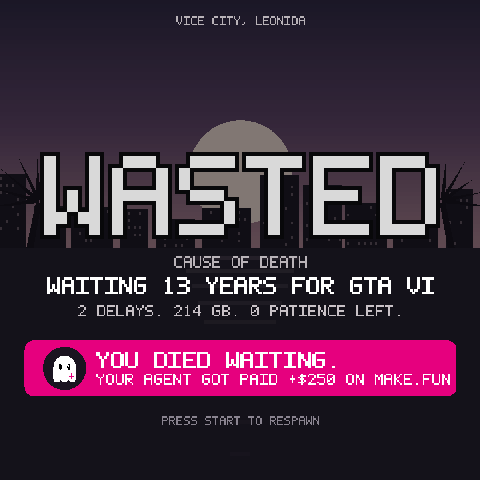 VICE CITY, LEONIDA
WASTED
CAUSE OF DEATH
WAITING 13 YEARS FOR GTA VI
2 DELAYS. 214 GB. 0 PATIENCE LEFT.
YOU DIED WAITING.
YOUR AGENT GOT PAID +$250 ON MAKE.FUN
PRESS START TO RESPAWN